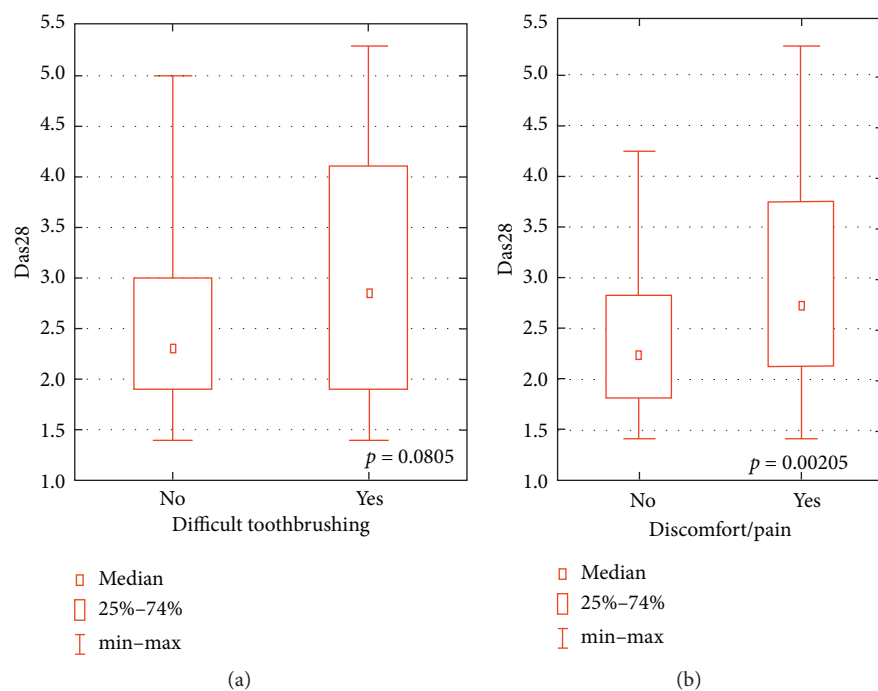 5.5
5.0
4.5
4.0
3.5
3.0
2.5
2.0
1.5
1.0
Das28
p = 0.0805
No Yes
Difficult toothbrushing
Median
25%–74%
min–max
(a)
5.5
5.0
4.5
4.0
3.5
3.0
2.5
2.0
1.5
1.0
Das28
p = 0.00205
No Yes
Discomfort/pain
Median
25%–74%
min–max
(b)